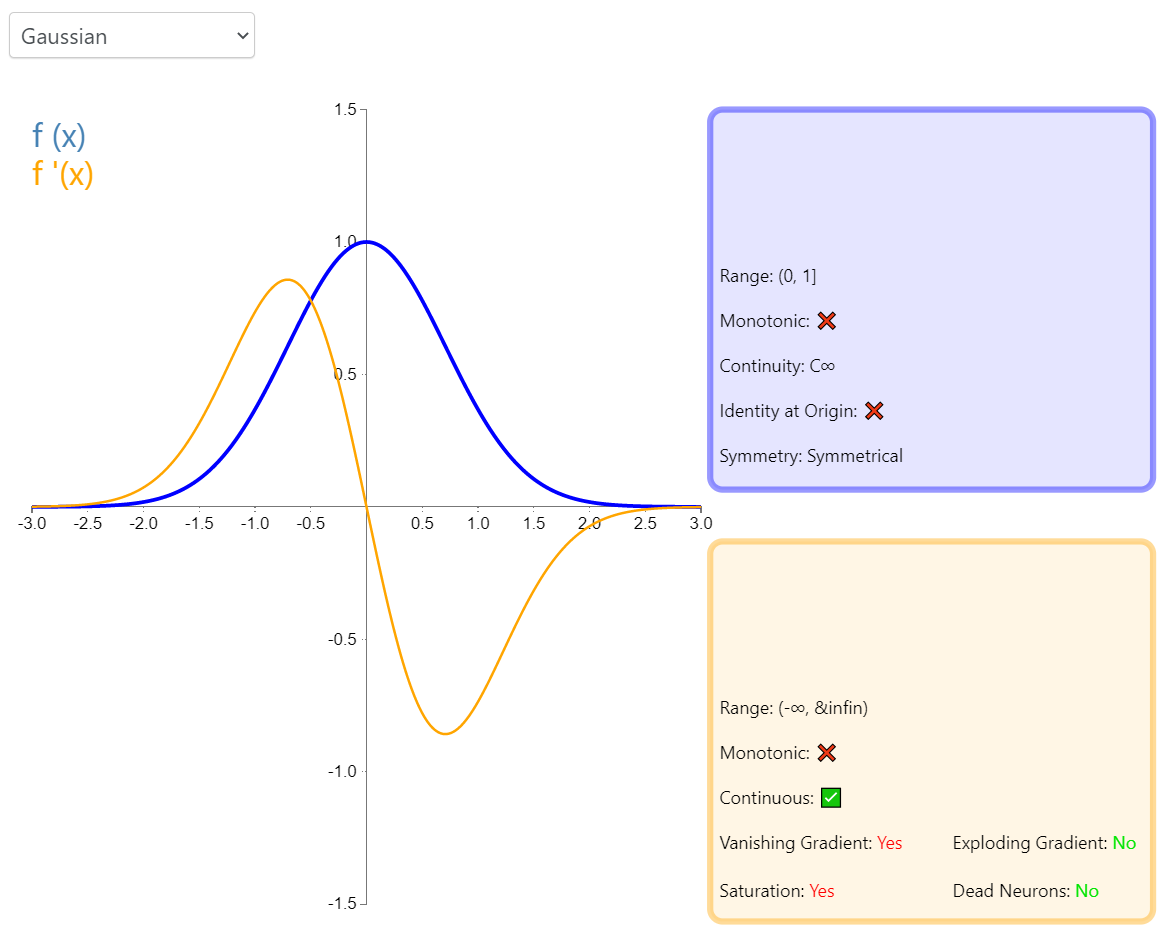 Gaussian
f (x)
f '(x)
1.5
1.0
0.5
-3.0 -2.5 -2.0 -1.5 -1.0 -0.5 0.5 1.0 1.5 2.0 2.5 3.0
-0.5
-1.0
-1.5
Range: (0, 1]
Monotonic: ❌
Continuity: C∞
Identity at Origin: ❌
Symmetry: Symmetrical
Range: (-∞, &infin)
Monotonic: ❌
Continuous: ✅
Vanishing Gradient: Yes Exploding Gradient: No
Saturation: Yes Dead Neurons: No